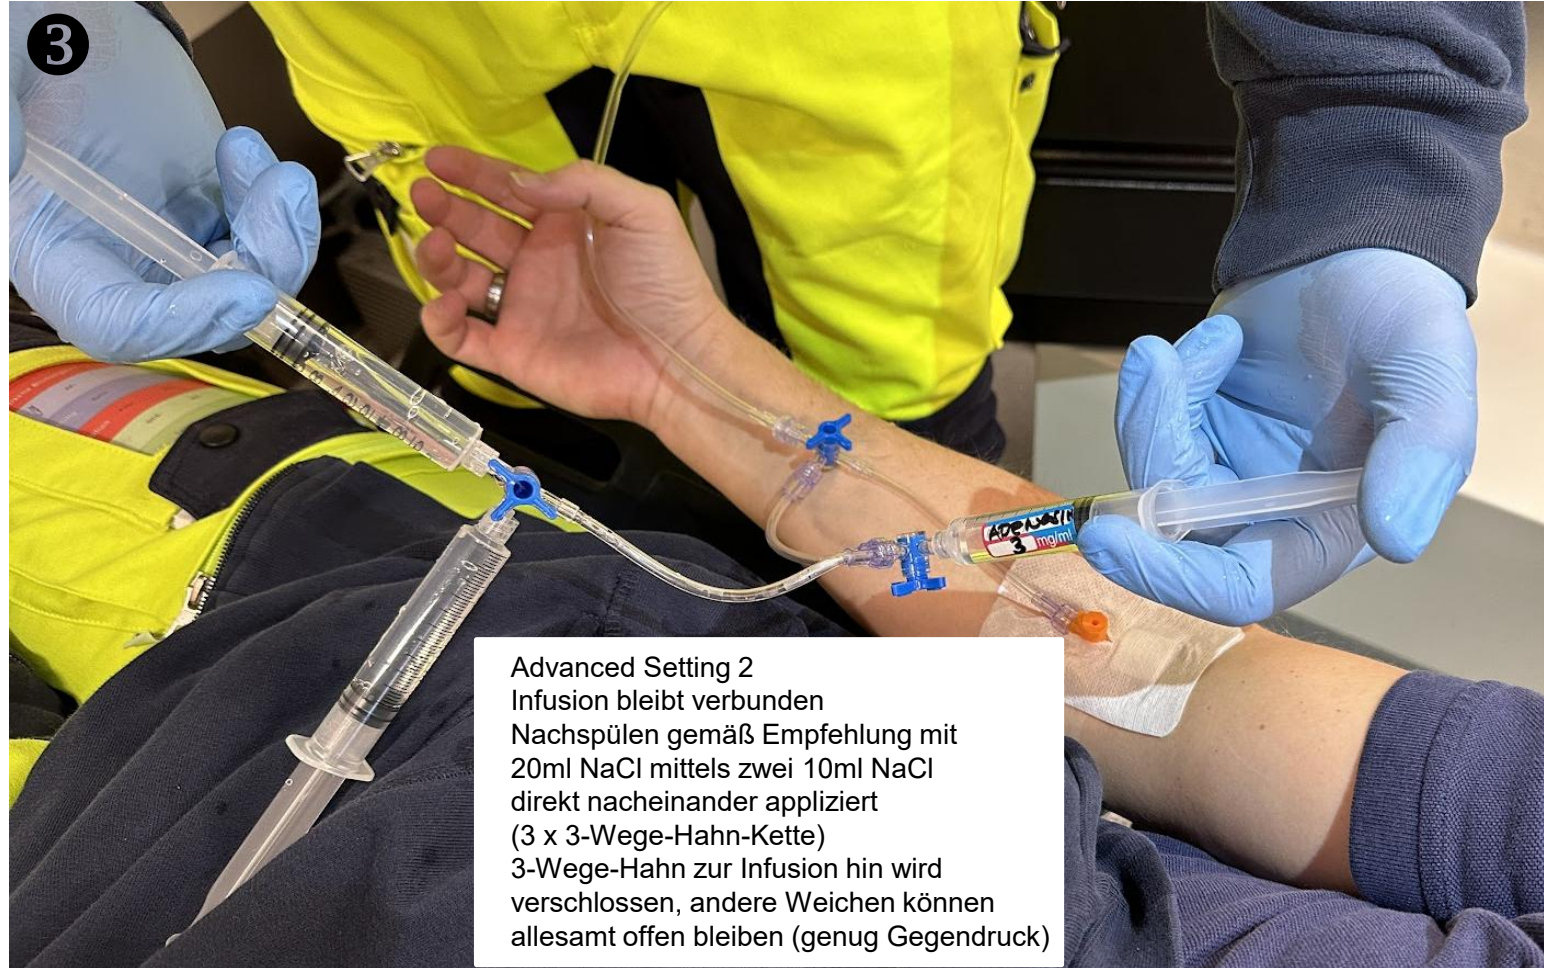 3
ADENOSIN
3 mg/ml
Advanced Setting 2
Infusion bleibt verbunden
Nachspülen gemäß Empfehlung mit
20ml NaCl mittels zwei 10ml NaCl
direkt nacheinander appliziert
(3 x 3-Wege-Hahn-Kette)
3-Wege-Hahn zur Infusion hin wird
verschlossen, andere Weichen können
allesamt offen bleiben (genug Gegendruck)